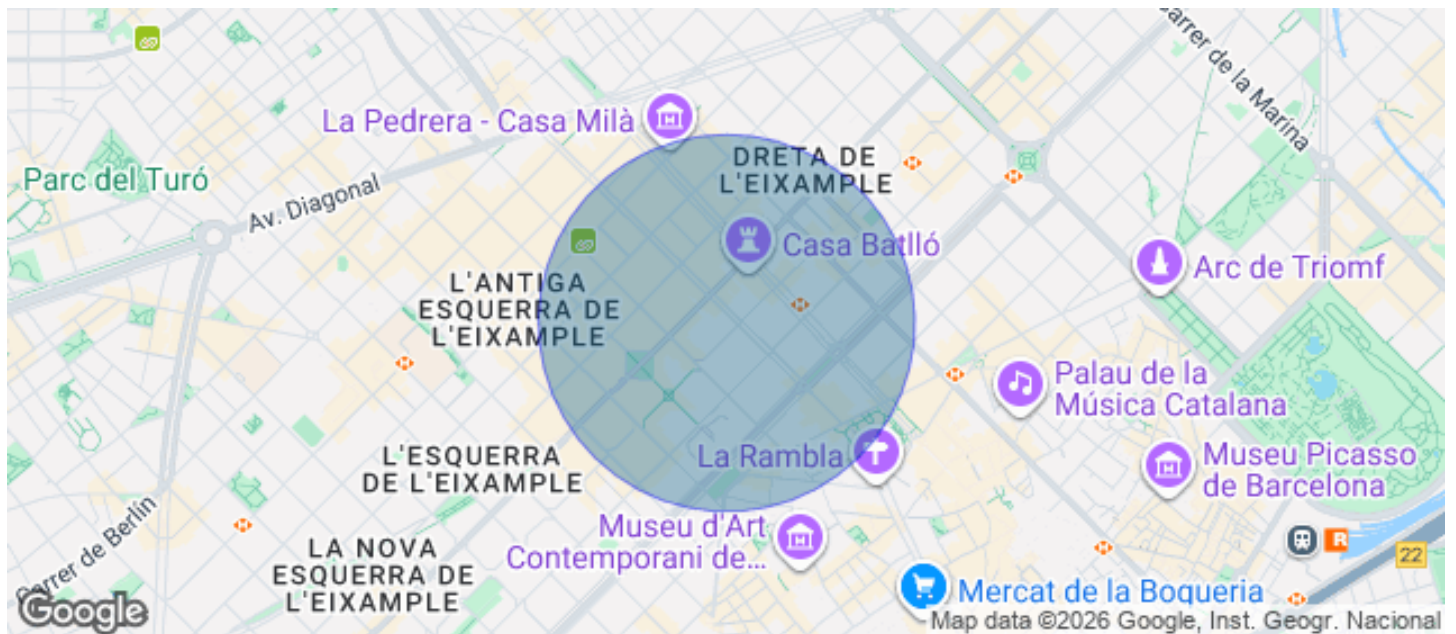 Carrer de la Marina
La Pedrera - Casa Milà
DRETA DE
L'EIXAMPLE
Parc del Turó
Av. Diagonal
Casa Batlló
Arc de Triomf
L'ANTIGA
ESQUERRA DE
L'EIXAMPLE
Palau de la
Música Catalana
L'ESQUERRA
DE L'EIXAMPLE
La Rambla
Museu Picasso
de Barcelona
Carrer de Berlín
Museu d'Art
Contemporani de...
LA NOVA
ESQUERRA DE
L'EIXAMPLE
R
22
Mercat de la Boqueria
Google
Map data ©2026 Google, Inst. Geogr. Nacional